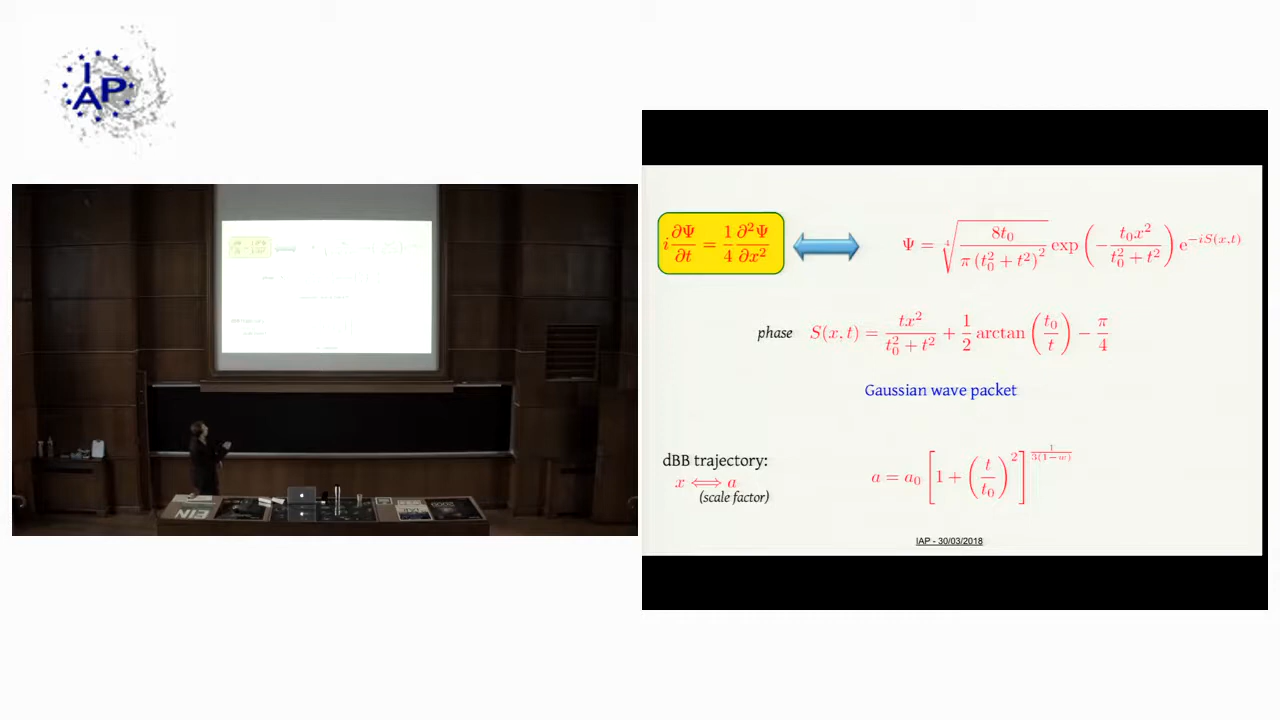 IAP
i ∂Ψ/∂t = 1/4 ∂²Ψ/∂x²
Ψ = ⁴√(8t₀ / π(t₀² + t²)²) exp(−t₀x² / (t₀² + t²)) e^{−iS(x,t)}
phase S(x,t) = tx²/(t₀² + t²) + 1/2 arctan(t₀/t) − π/4
Gaussian wave packet
dBB trajectory:
x ⟺ a
(scale factor)
a = a₀ [1 + (t/t₀)²]^{1/3(1−w)}
IAP - 30/03/2018